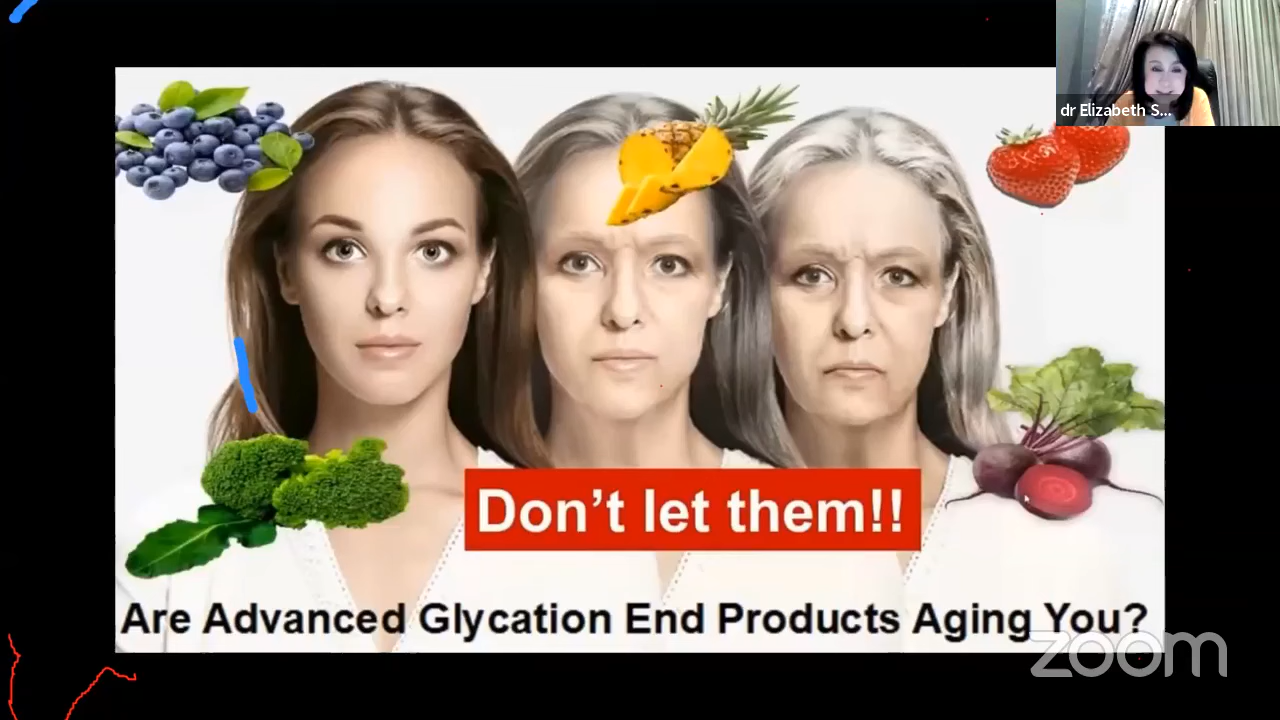 dr Elizabeth S...
Don't let them!!
Are Advanced Glycation End Products Aging You?
zoom